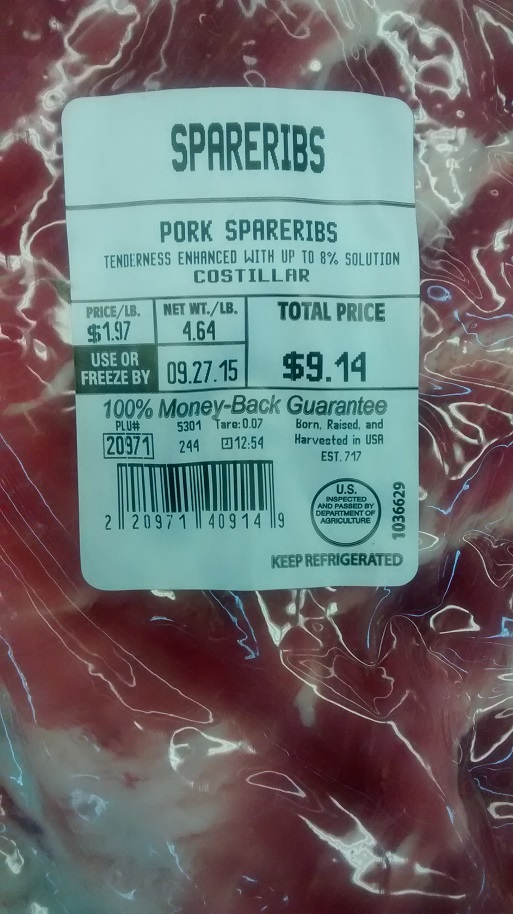 SPARERIBS
PORK SPARERIBS
TENDERNESS ENHANCED WITH UP TO 8% SOLUTION
COSTILLAR
PRICE/LB. NET WT./LB. TOTAL PRICE
$1.97 4.64
USE OR
FREEZE BY 09.27.15 $9.14
100% Money-Back Guarantee
PLU# 5301 Tare:0.07 Born, Raised, and
20971 244 12:54 Harvested in USA
EST. 717
U.S.
INSPECTED
AND PASSED BY
DEPARTMENT OF
AGRICULTURE
1036629
2 20971 40914 9
KEEP REFRIGERATED